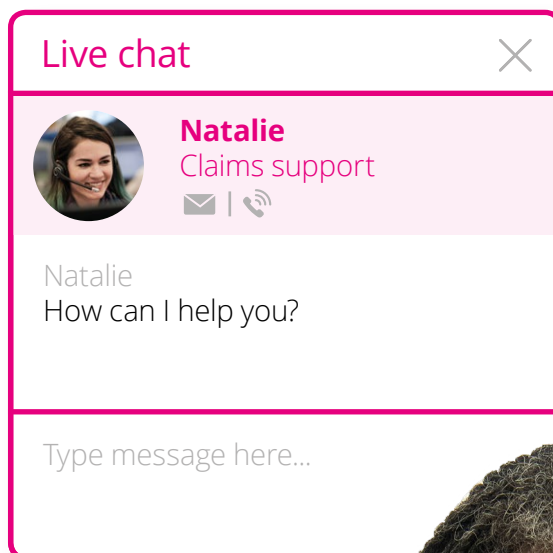 Live chat
Natalie
Claims support
Natalie
How can I help you?
Type message here...